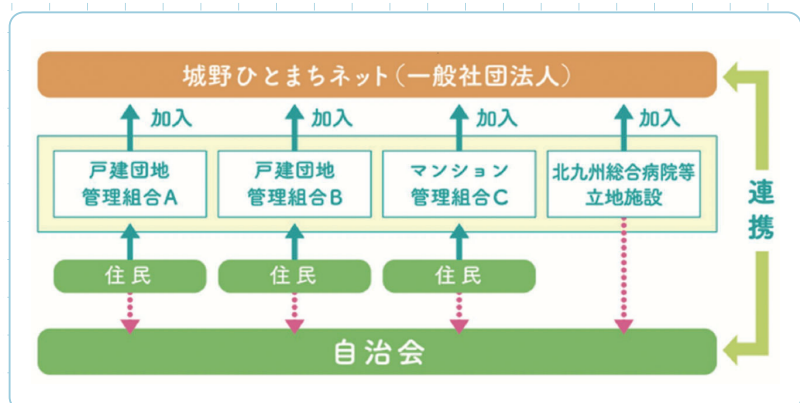 城野ひとまちネット(一般社団法人)
加入
加入
加入
加入
戸建団地
管理組合A
戸建団地
管理組合B
マンション
管理組合C
北九州総合病院等
立地施設
連携
住民
住民
住民
自治会